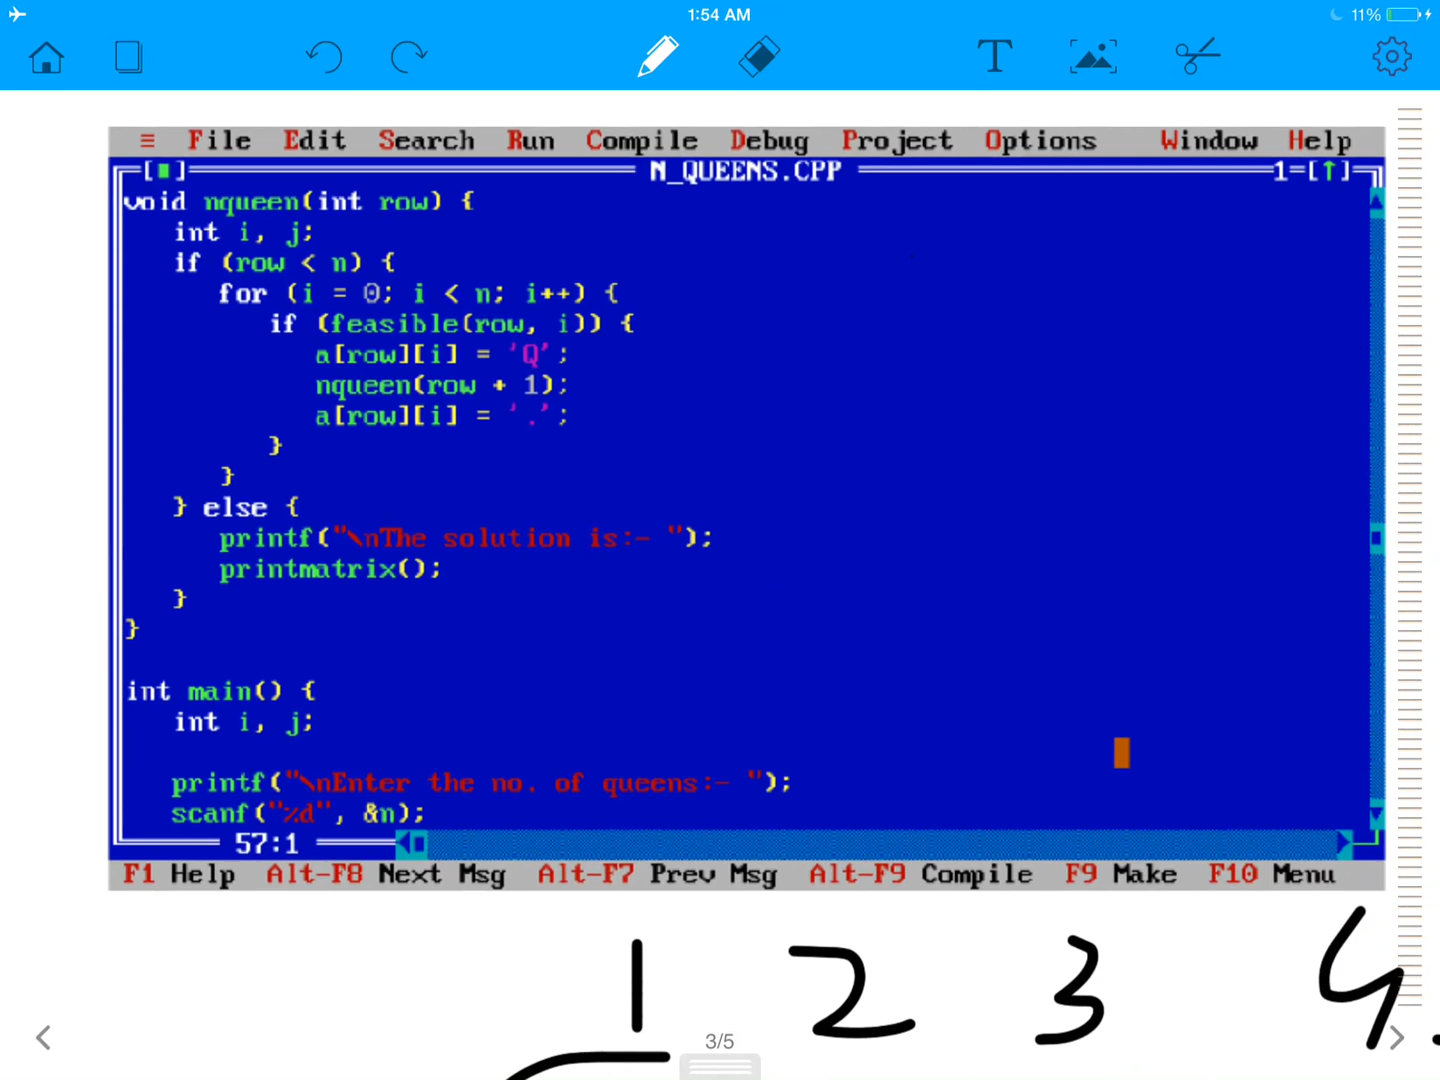 1:54 AM
11%
T
≡ File Edit Search Run Compile Debug Project Options Window Help
[■] N_QUEENS.CPP 1=[↑]
void nqueen(int row) {
int i, j;
if (row < n) {
for (i = 0; i < n; i++) {
if (feasible(row, i)) {
a[row][i] = 'Q';
nqueen(row + 1);
a[row][i] = '.';
}
}
} else {
printf("\nThe solution is:- ");
printmatrix();
}
}
int main() {
int i, j;
printf("\nEnter the no. of queens:- ");
scanf("%d", &n);
57:1
F1 Help Alt-F8 Next Msg Alt-F7 Prev Msg Alt-F9 Compile F9 Make F10 Menu
1 2 3 4
3/5